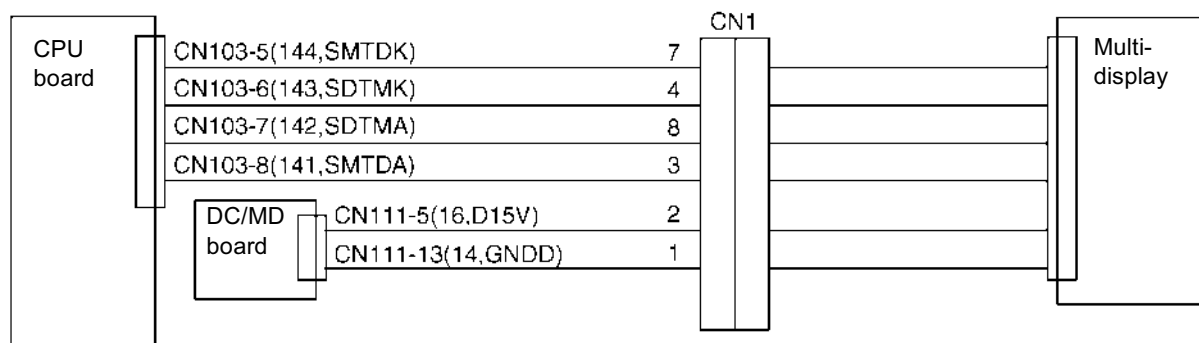 CN1
CPU
board
CN103-5(144,SMTDK) 7
CN103-6(143,SDTMK) 4
CN103-7(142,SDTMA) 8
CN103-8(141,SMTDA) 3
DC/MD
board
CN111-5(16,D15V) 2
CN111-13(14,GNDD) 1
Multi-
display